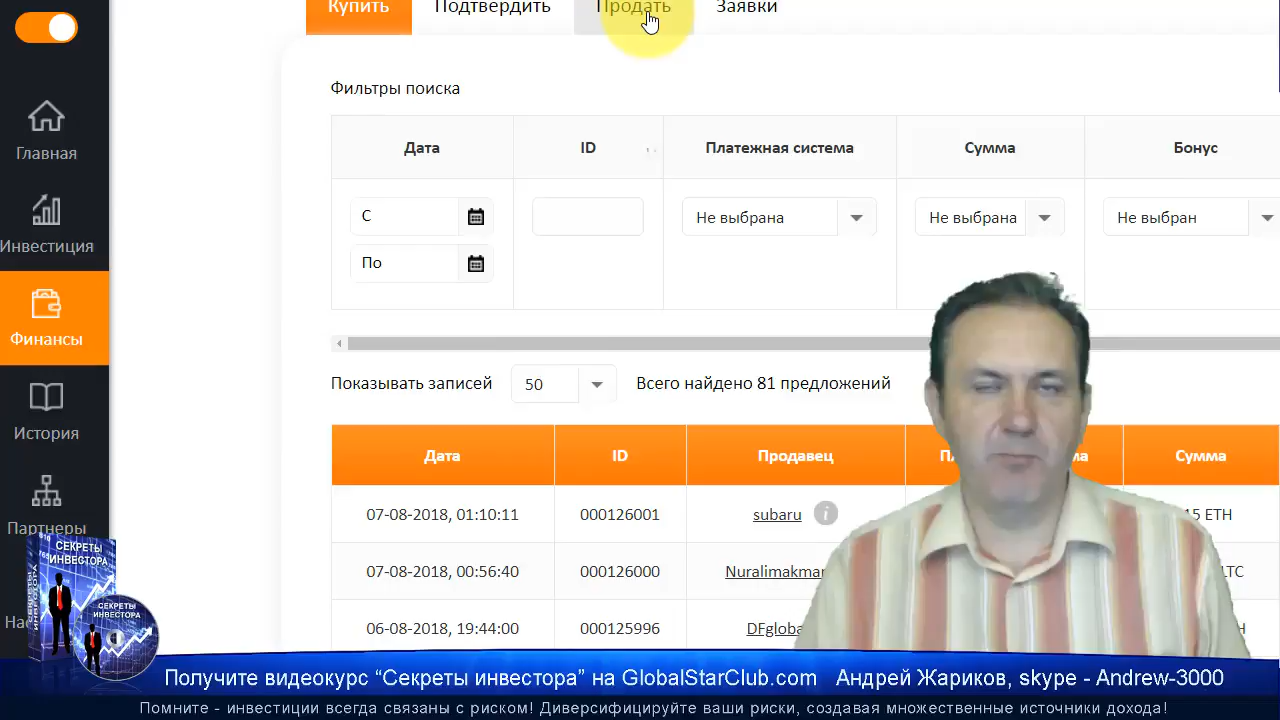 Купить Подтвердить Продать Заявки
Фильтры поиска
Дата ID Платежная система Сумма Бонус
С Не выбрана Не выбрана Не выбран
По
Показывать записей 50 Всего найдено 81 предложений
Дата ID Продавец Сумма
07-08-2018, 01:10:11 000126001 subaru 15 ETH
07-08-2018, 00:56:40 000126000
06-08-2018, 19:44:00 000125996
Главная
Инвестиция
Финансы
История
Партнеры
СЕКРЕТЫ
ИНВЕСТОРА
СЕКРЕТЫ
ИНВЕСТОРА
Получите видеокурс “Секреты инвестора” на GlobalStarClub.com Андрей Жариков, skype - Andrew-3000
Помните - инвестиции всегда связаны с риском! Диверсифицируйте ваши риски, создавая множественные источники дохода!